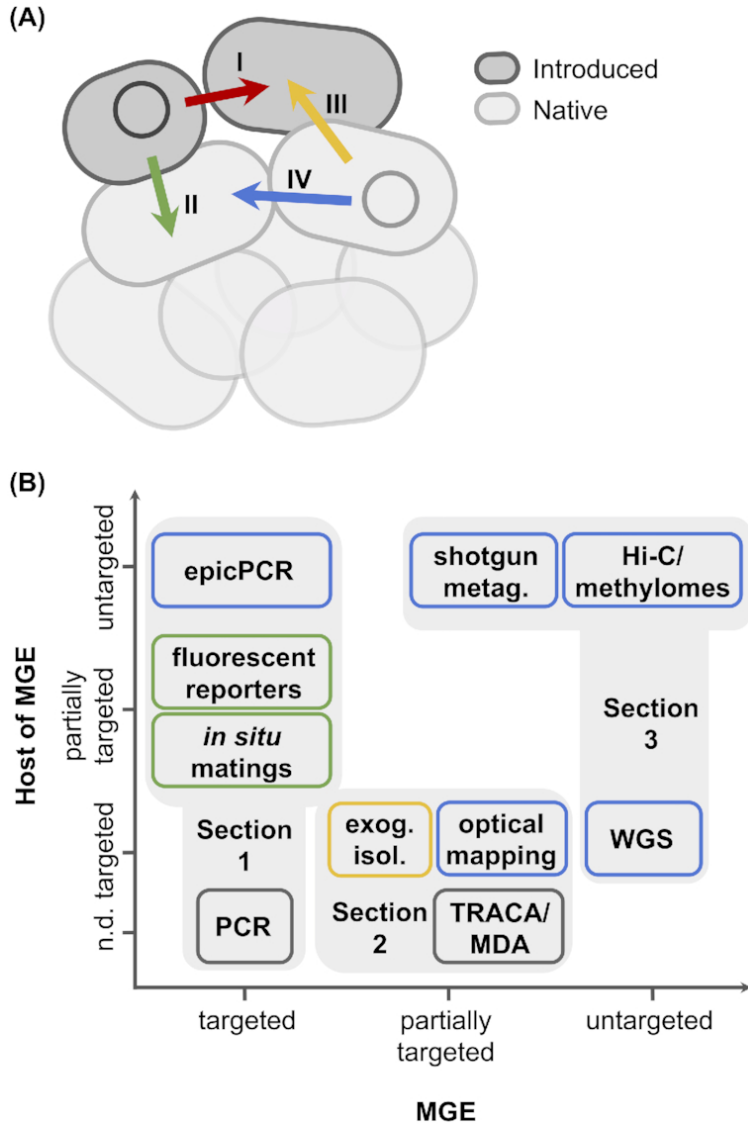 (A)
I
III
II
IV
Introduced
Native
(B)
Host of MGE
untargeted
partially
targeted
targeted
n.d.
epicPCR
shotgun
metag.
Hi-C/
methylomes
fluorescent
reporters
in situ
matings
Section
3
Section
1
exog.
isol.
optical
mapping
WGS
PCR
Section
2
TRACA/
MDA
targeted
partially
targeted
untargeted
MGE